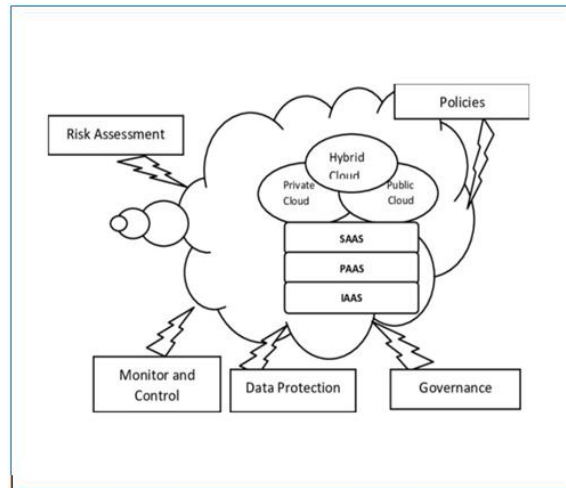 Policies
Risk Assessment
Hybrid
Cloud
Private
Cloud
Public
Cloud
SAAS
PAAS
IAAS
Monitor and
Control
Data Protection
Governance